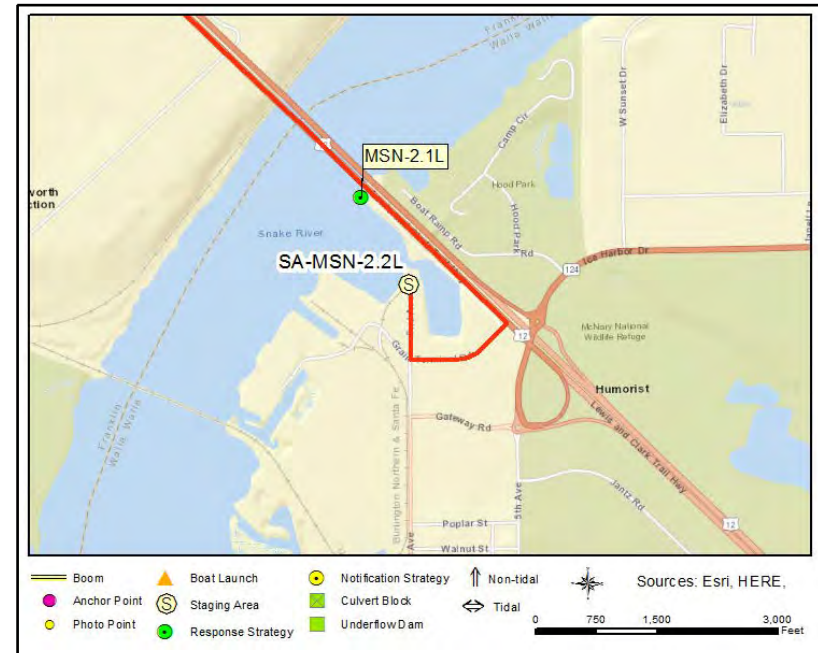 Franklin
Walla Walla
W Sunset Dr
Elizabeth Dr
Camp Cir
MSN-2.1L
Hood Park
worth
ction
Boat Ramp Rd
Hood Park
Rd
Snake River
Ice Harbor Dr
SA-MSN-2.2L
S
124
McNary National
Wildlife Refuge
12
Humorist
Franklin
Walla Walla
Gateway Rd
Lewis and Clark Trail Hwy
Burlington Northern & Santa Fe
5th Ave
Jantz Rd
Poplar St
12
Walnut St
Ave
Boom
Boat Launch
Notification Strategy
Non-tidal
Sources: Esri, HERE,
Anchor Point
S Staging Area
Culvert Block
Tidal
Photo Point
Response Strategy
Underflow Dam
0 750 1,500 3,000
Feet